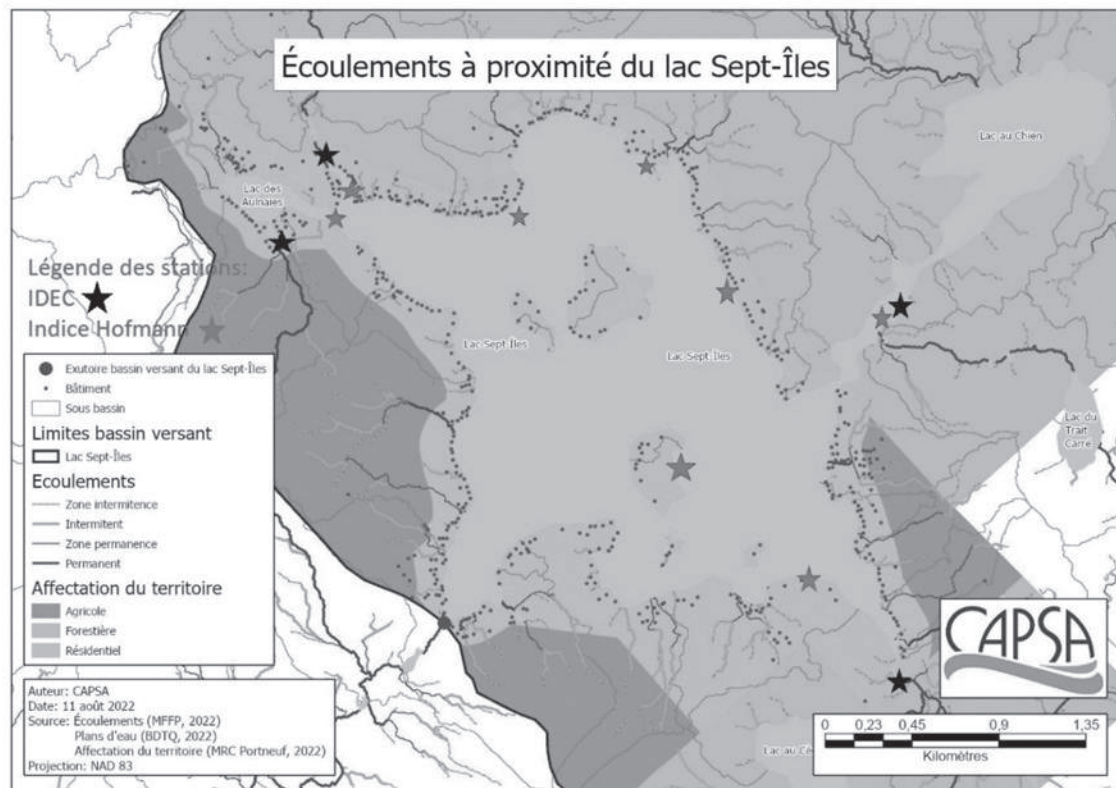 Écoulements à proximité du lac Sept-Îles
Lac au Chien
Lac des
Aulnaies
Légende des stations:
IDEC
Indice Hofmann
Lac Sept-Îles
Lac Sept-Îles
Lac du
Trait
Carré
Exutoire bassin versant du lac Sept-Îles
Bâtiment
Sous bassin
Limites bassin versant
Lac Sept-Îles
Ecoulements
Zone intermitence
Intermitent
Zone permanence
Permanent
Affectation du territoire
Agricole
Forestière
Résidentiel
CAPSA
Auteur: CAPSA
Date: 11 août 2022
Source: Écoulements (MFFP, 2022)
Plans d'eau (BDTQ, 2022)
Affectation du territoire (MRC Portneuf, 2022)
Projection: NAD 83
Lac au
0 0,23 0,45 0,9 1,35
Kilomètres